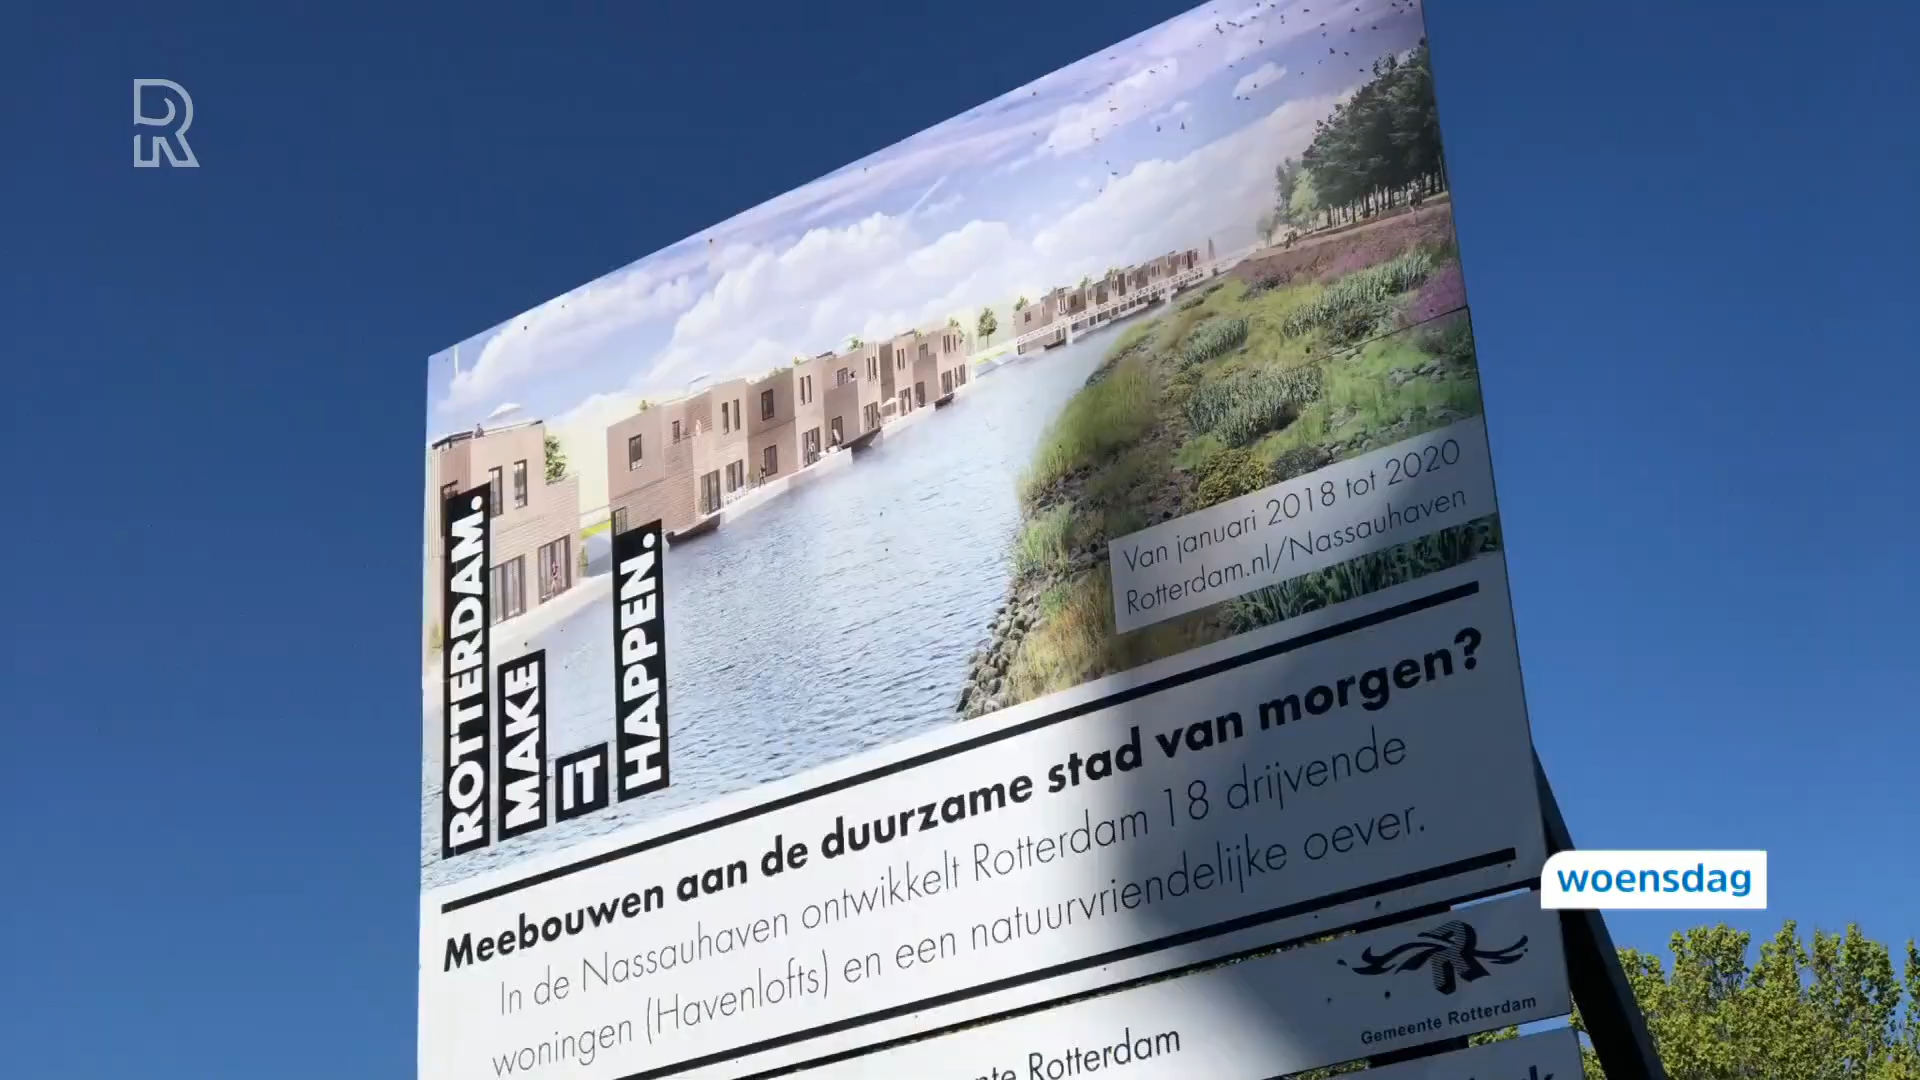 Van januari 2018 tot 2020
Rotterdam.nl/Nassauhaven
ROTTERDAM.
MAKE
IT
HAPPEN.
Meebouwen aan de duurzame stad van morgen?
In de Nassauhaven ontwikkelt Rotterdam 18 drijvende
woningen (Havenlofts) en een natuurvriendelijke oever.
woensdag
Gemeente Rotterdam
Rotterdam